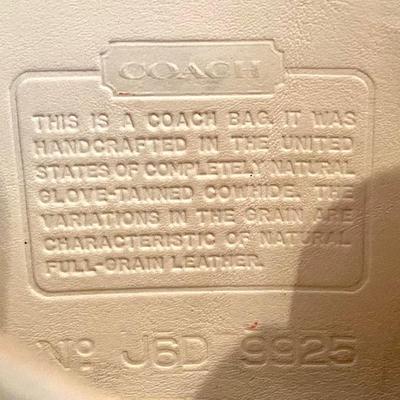 COACH
THIS IS A COACH BAG. IT WAS
HANDCRAFTED IN THE UNITED
STATES OF COMPLETELY NATURAL
GLOVE-TANNED COWHIDE. THE
VARIATIONS IN THE GRAIN ARE
CHARACTERISTIC OF NATURAL
FULL-GRAIN LEATHER.
Nº J5D 9925